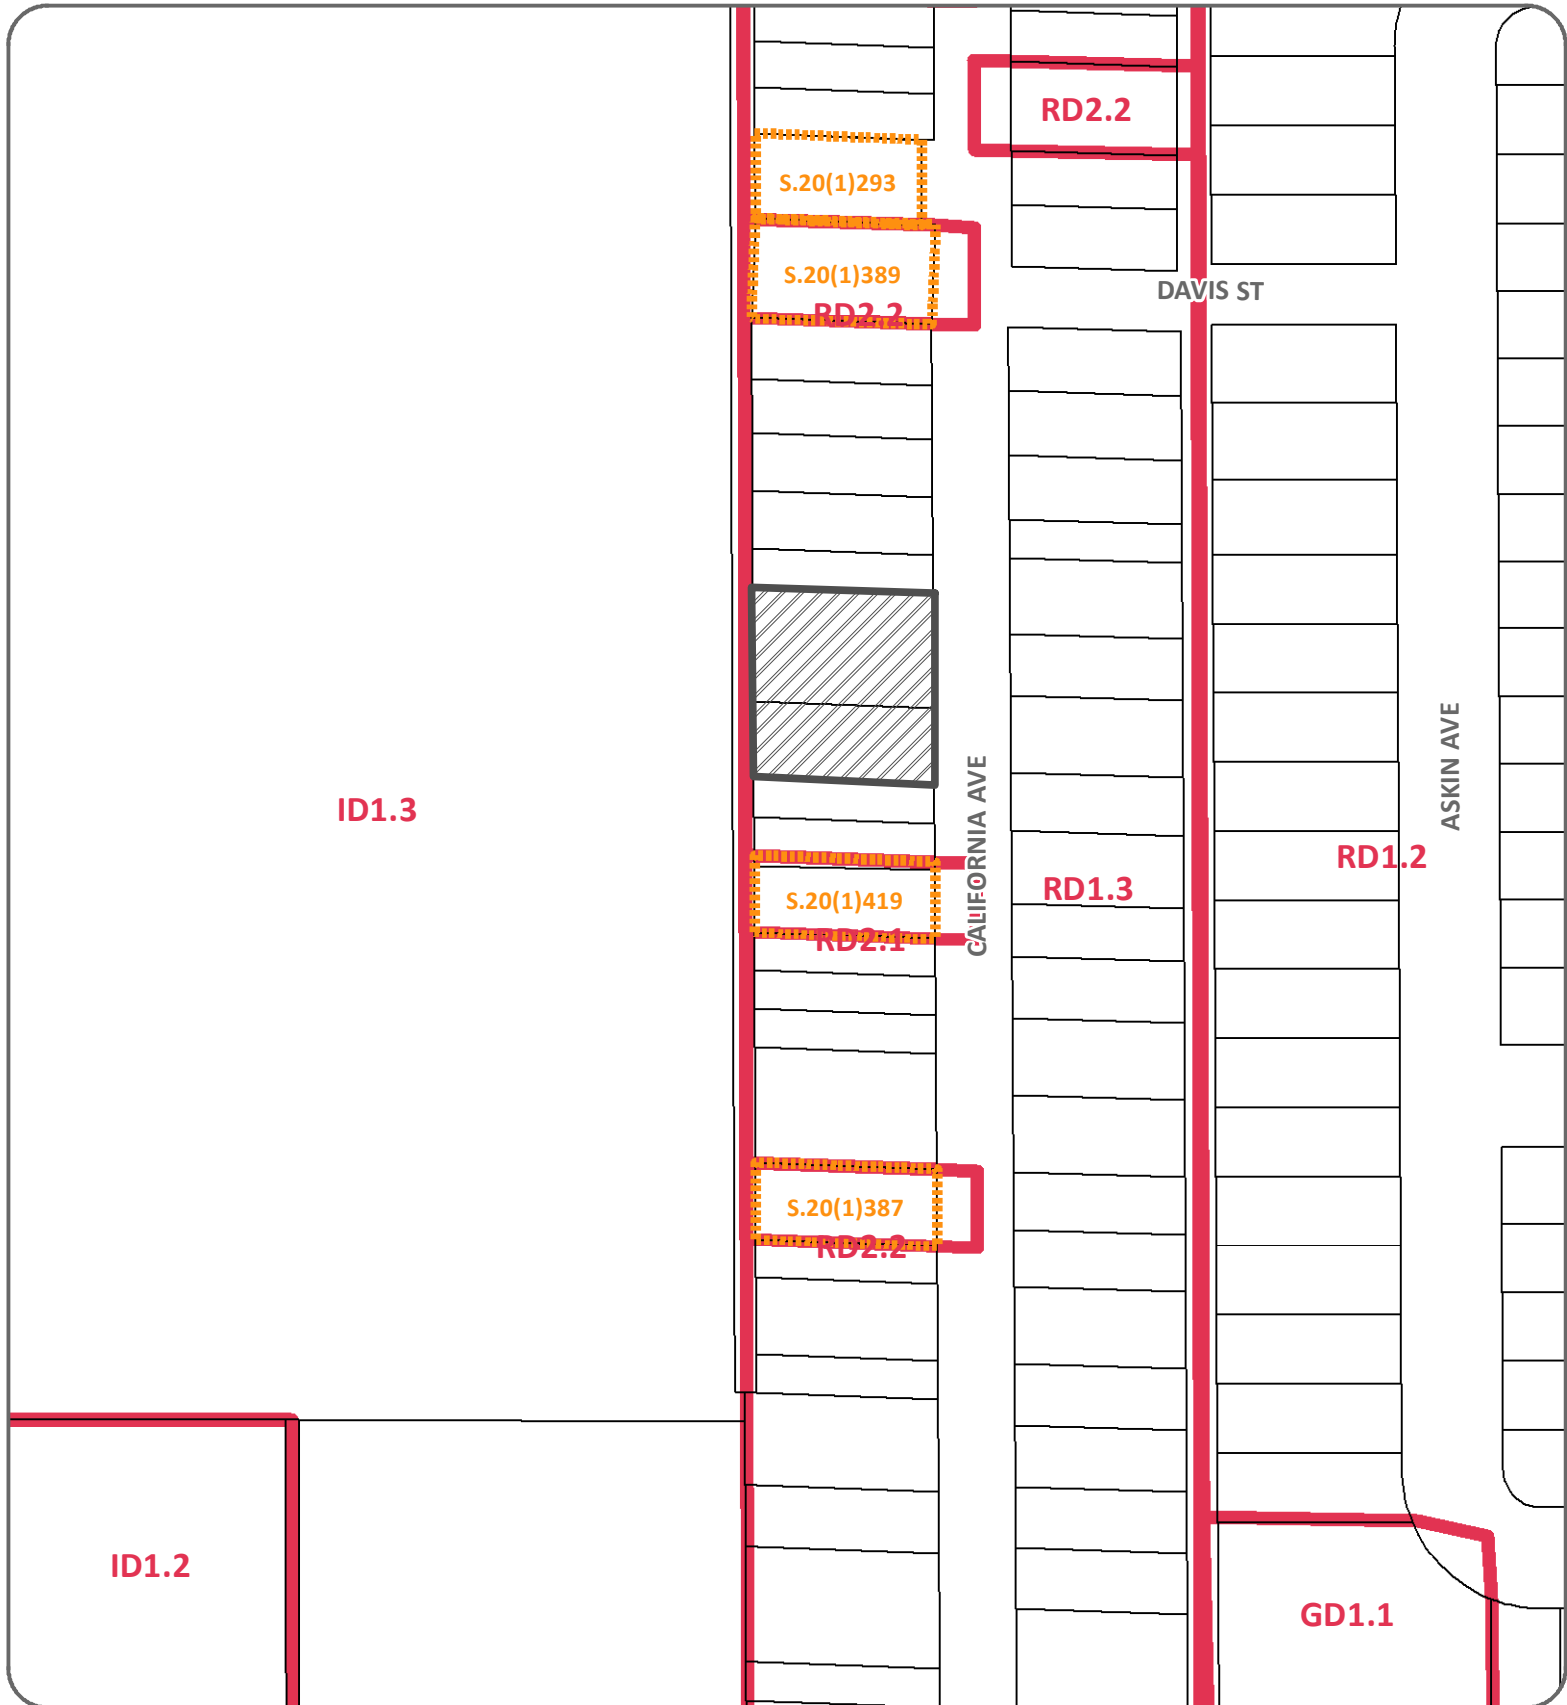 RD2.2
S.20(1)293
S.20(1)389
DAVIS ST
RD2.2
CALIFORNIA AVE
ASKIN AVE
ID1.3
RD1.2
RD1.3
S.20(1)419
RD2.1
S.20(1)387
RD2.2
ID1.2
GD1.1